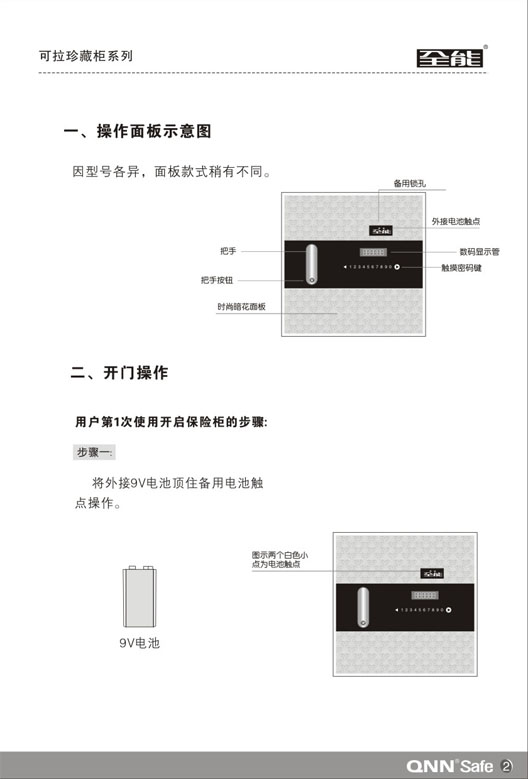 可拉珍藏柜系列
全能®
一、操作面板示意图
因型号各异，面板款式稍有不同。
备用锁孔
外接电池触点
全能
把手
数码显示管
1234567890
触摸密码键
把手按钮
时尚暗花面板
二、开门操作
用户第1次使用开启保险柜的步骤:
步骤一:
将外接9V电池顶住备用电池触
点操作。
图示两个白色小
点为电池触点
全能
1234567890
9V电池
QNN® Safe 2